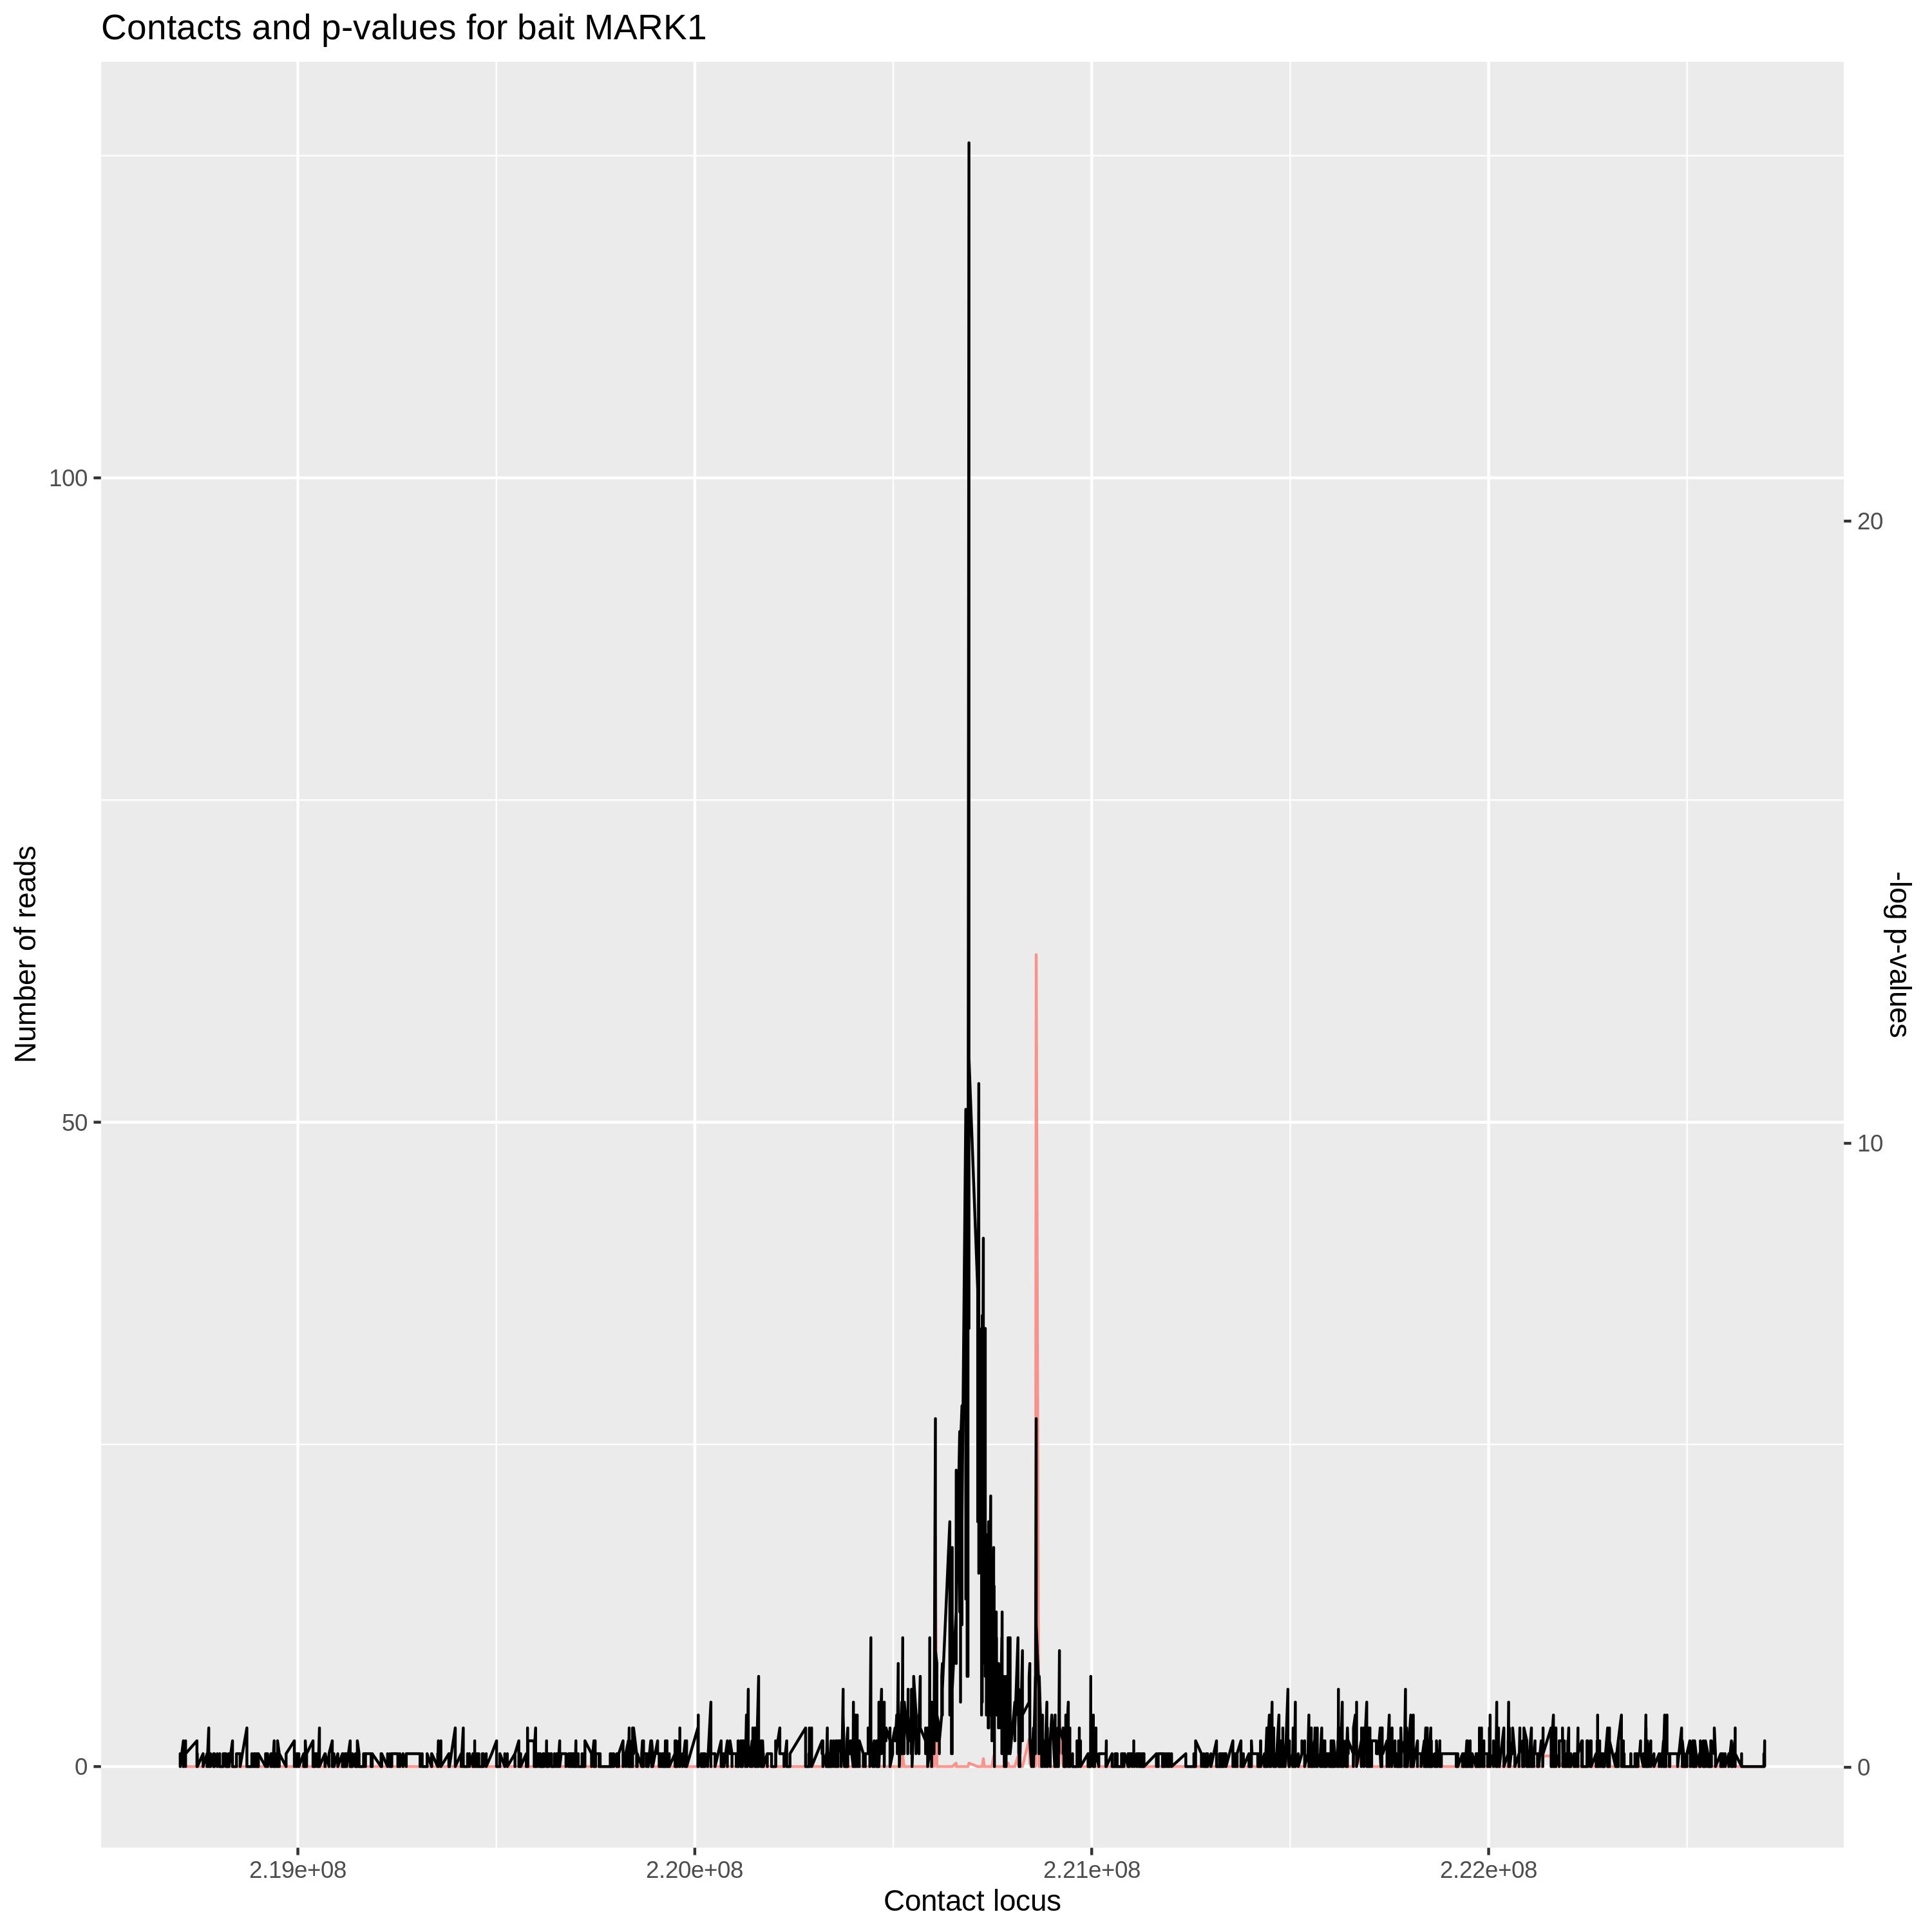 Contacts and p-values for bait MARK1
100
50
0
Number of reads
20
10
0
-log p-values
2.19e+08
2.20e+08
2.21e+08
2.22e+08
Contact locus